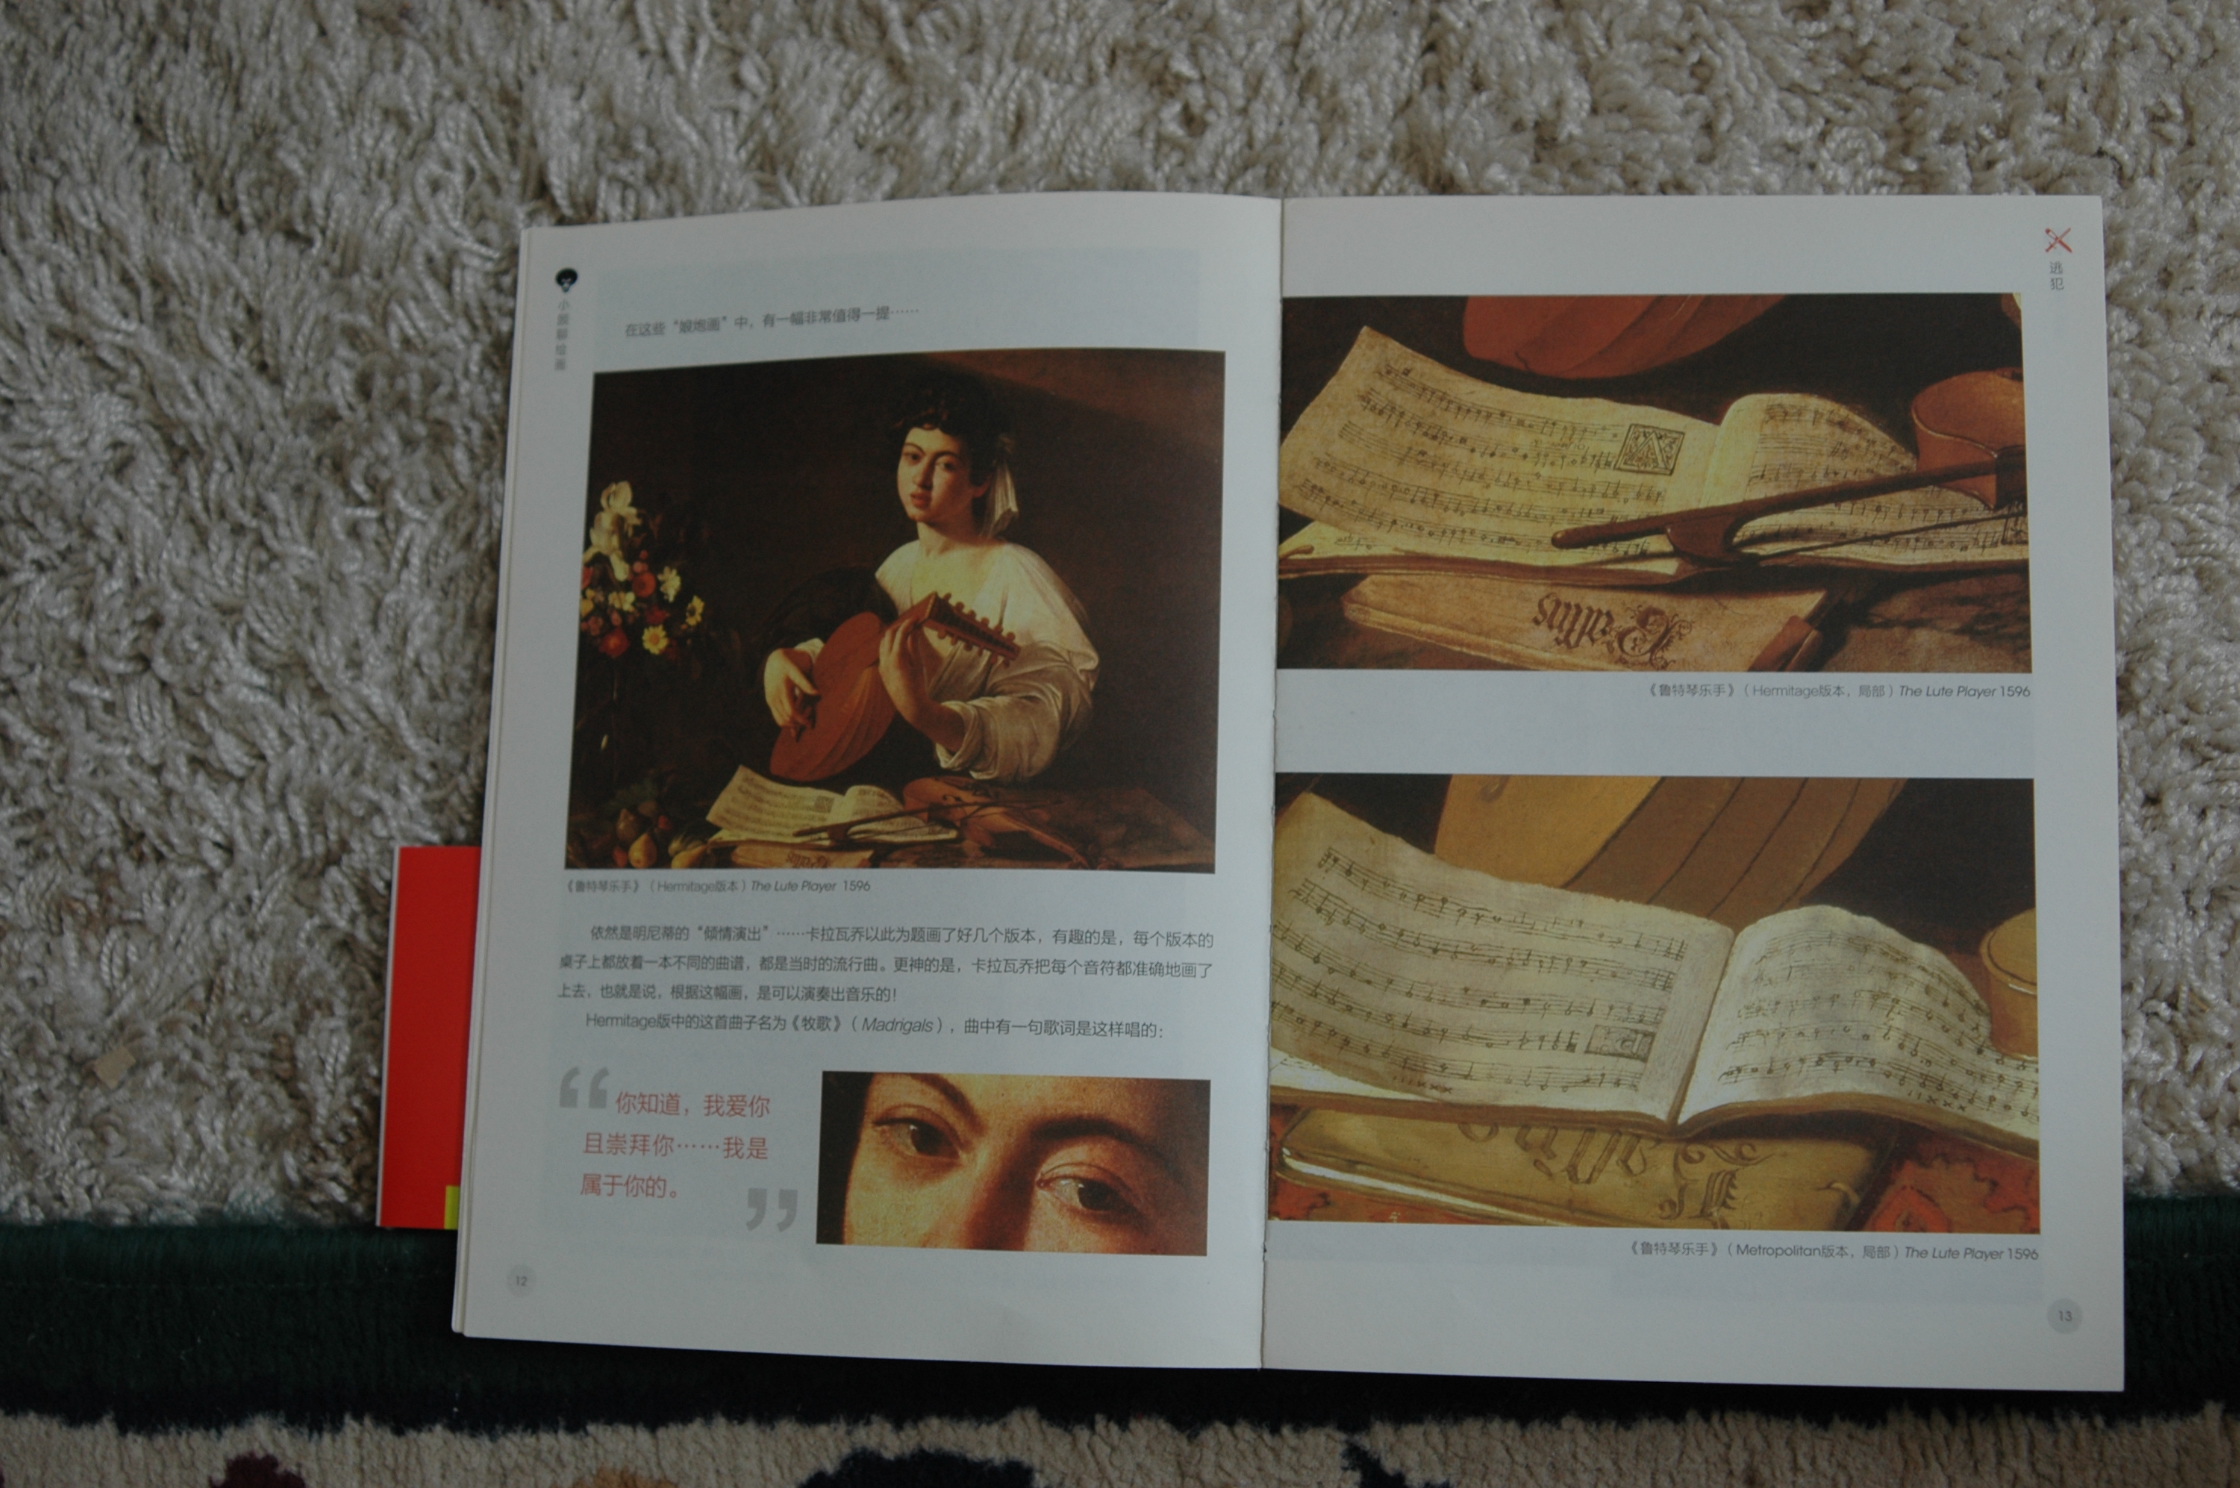 小顾聊绘画
在这些“娘炮画”中，有一幅非常值得一提……
《鲁特琴乐手》（Hermitage版本）The Lute Player 1596
依然是明尼蒂的“倾情演出”……卡拉瓦乔以此为题画了好几个版本，有趣的是，每个版本的
桌子上都放着一本不同的曲谱，都是当时的流行曲。更神的是，卡拉瓦乔把每个音符都准确地画了
上去，也就是说，根据这幅画，是可以演奏出音乐的！
Hermitage版中的这首曲子名为《牧歌》（Madrigals），曲中有一句歌词是这样唱的：
“你知道，我爱你
且崇拜你……我是
属于你的。”
12
逃犯
《鲁特琴乐手》（Hermitage版本，局部）The Lute Player 1596
《鲁特琴乐手》（Metropolitan版本，局部）The Lute Player 1596
13